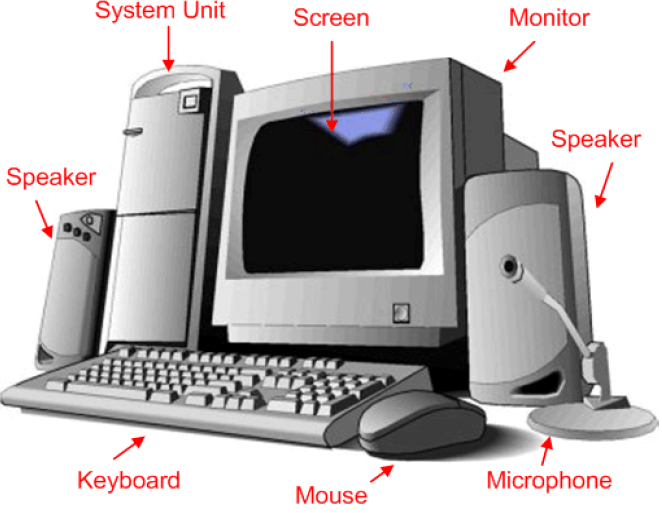 System Unit
Screen
Monitor
Speaker
Speaker
Keyboard
Mouse
Microphone